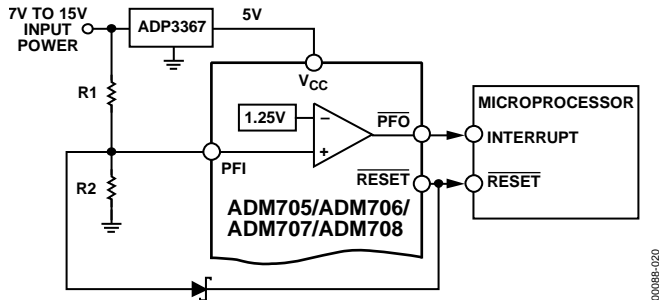 7V TO 15V
INPUT
POWER
ADP3367
5V
VCC
R1
1.25V
−
+
PFO
PFI
R2
RESET
ADM705/ADM706/
ADM707/ADM708
MICROPROCESSOR
INTERRUPT
RESET
00088-020